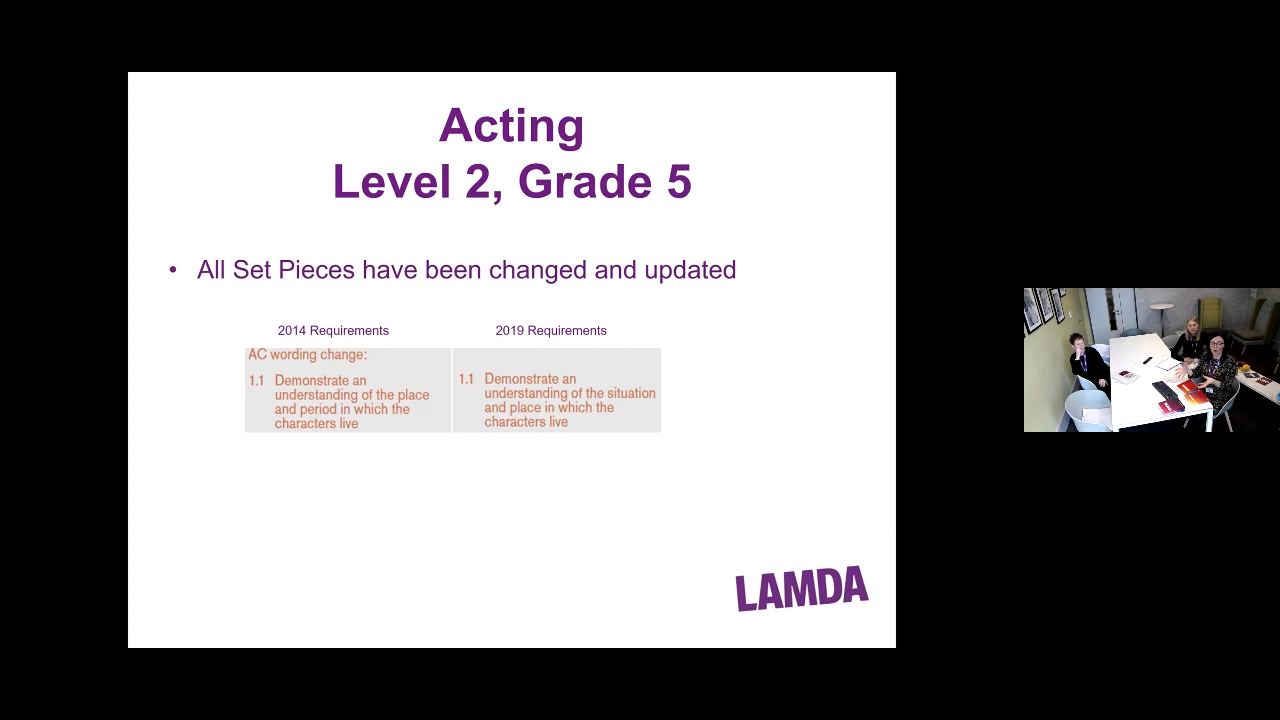 Acting
Level 2, Grade 5
• All Set Pieces have been changed and updated
2014 Requirements
2019 Requirements
AC wording change:
1.1 Demonstrate an
understanding of the place
and period in which the
characters live
1.1 Demonstrate an
understanding of the situation
and place in which the
characters live
LAMDA